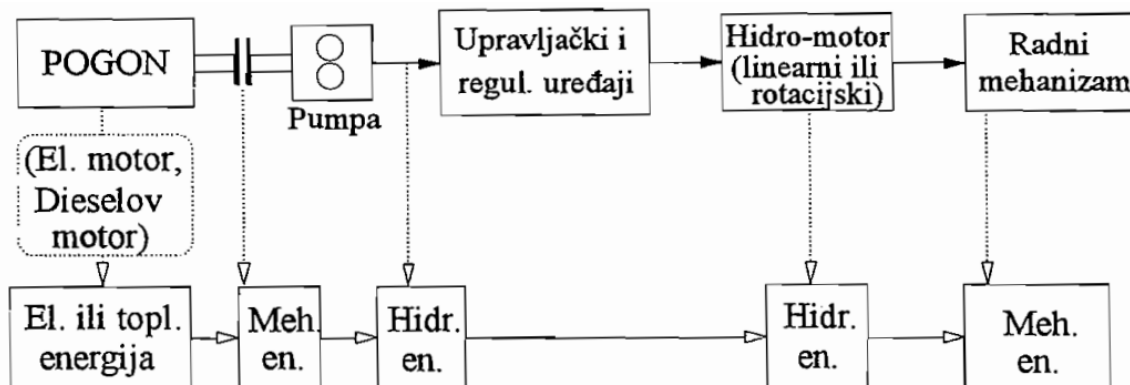 POGON
Pumpa
Upravljački i
regul. uređaji
Hidro-motor
(linearni ili
rotacijski)
Radni
mehanizam
(El. motor,
Dieselov
motor)
El. ili topl.
energija
Meh.
en.
Hidr.
en.
Hidr.
en.
Meh.
en.